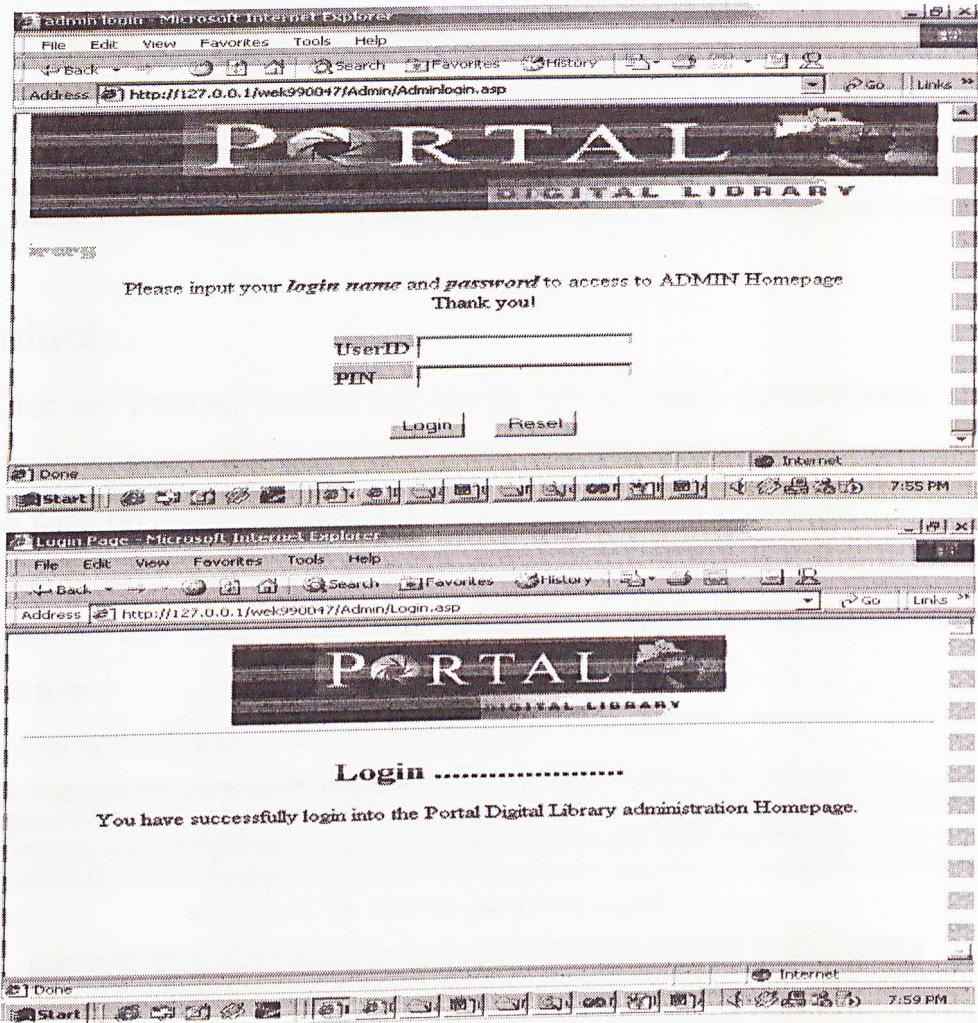 admin login - Microsoft Internet Explorer
File Edit View Favorites Tools Help
Back Search Favorites History
Address http://127.0.0.1/wek990047/Admin/Adminlogin.asp Go Links »
PORTAL
DIGITAL LIBRARY
Please input your login name and password to access to ADMIN Homepage
Thank you!
UserID
PIN
Login Reset
Done Internet
Start 7:55 PM
Login Page - Microsoft Internet Explorer
File Edit View Favorites Tools Help
Back Search Favorites History
Address http://127.0.0.1/wek990047/Admin/Login.asp Go Links »
PORTAL
DIGITAL LIBRARY
Login ......................
You have successfully login into the Portal Digital Library administration Homepage.
Done Internet
Start 7:59 PM